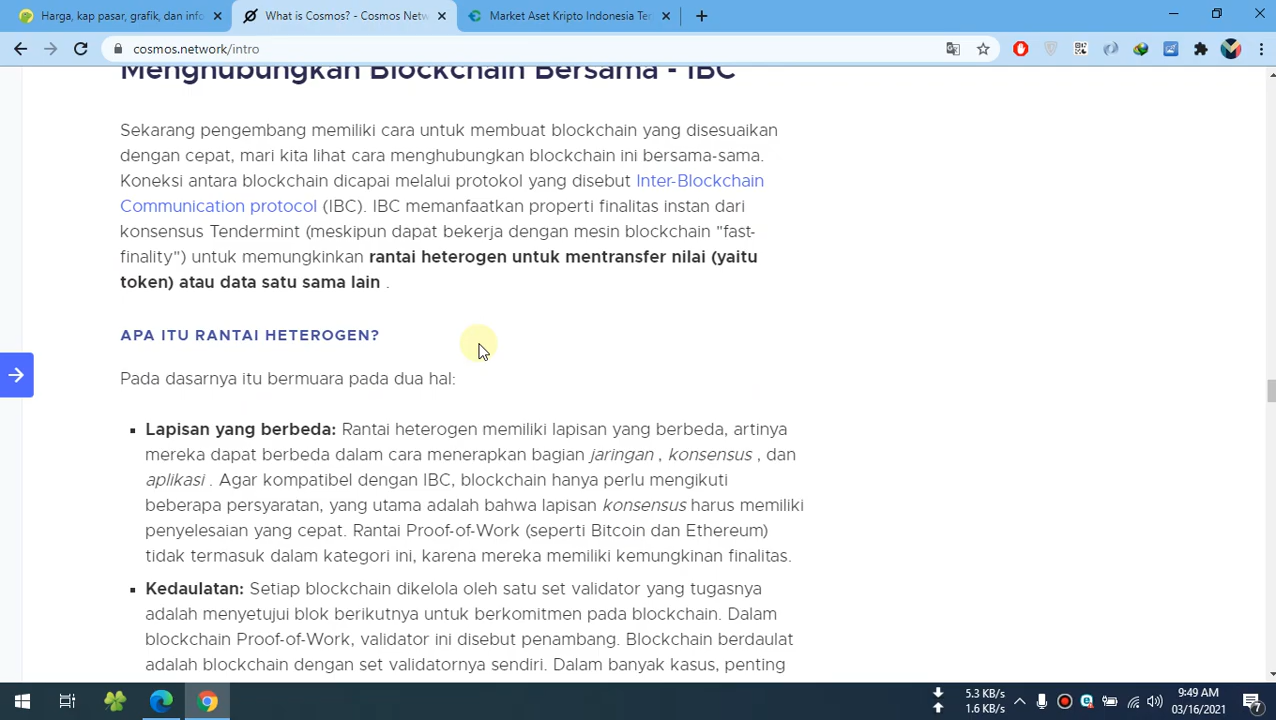 Harga, kap pasar, grafik, dan info
What is Cosmos? - Cosmos Netw
Market Aset Kripto Indonesia Te
cosmos.network/intro
Menghubungkan Blockchain Bersama - IBC
Sekarang pengembang memiliki cara untuk membuat blockchain yang disesuaikan
dengan cepat, mari kita lihat cara menghubungkan blockchain ini bersama-sama.
Koneksi antara blockchain dicapai melalui protokol yang disebut Inter-Blockchain
Communication protocol (IBC). IBC memanfaatkan properti finalitas instan dari
konsensus Tendermint (meskipun dapat bekerja dengan mesin blockchain "fast-
finality") untuk memungkinkan rantai heterogen untuk mentransfer nilai (yaitu
token) atau data satu sama lain .
APA ITU RANTAI HETEROGEN?
Pada dasarnya itu bermuara pada dua hal:
Lapisan yang berbeda: Rantai heterogen memiliki lapisan yang berbeda, artinya
mereka dapat berbeda dalam cara menerapkan bagian jaringan , konsensus , dan
aplikasi . Agar kompatibel dengan IBC, blockchain hanya perlu mengikuti
beberapa persyaratan, yang utama adalah bahwa lapisan konsensus harus memiliki
penyelesaian yang cepat. Rantai Proof-of-Work (seperti Bitcoin dan Ethereum)
tidak termasuk dalam kategori ini, karena mereka memiliki kemungkinan finalitas.
Kedaulatan: Setiap blockchain dikelola oleh satu set validator yang tugasnya
adalah menyetujui blok berikutnya untuk berkomitmen pada blockchain. Dalam
blockchain Proof-of-Work, validator ini disebut penambang. Blockchain berdaulat
adalah blockchain dengan set validatornya sendiri. Dalam banyak kasus, penting
5.3 KB/s
1.6 KB/s
9:49 AM
03/16/2021
7